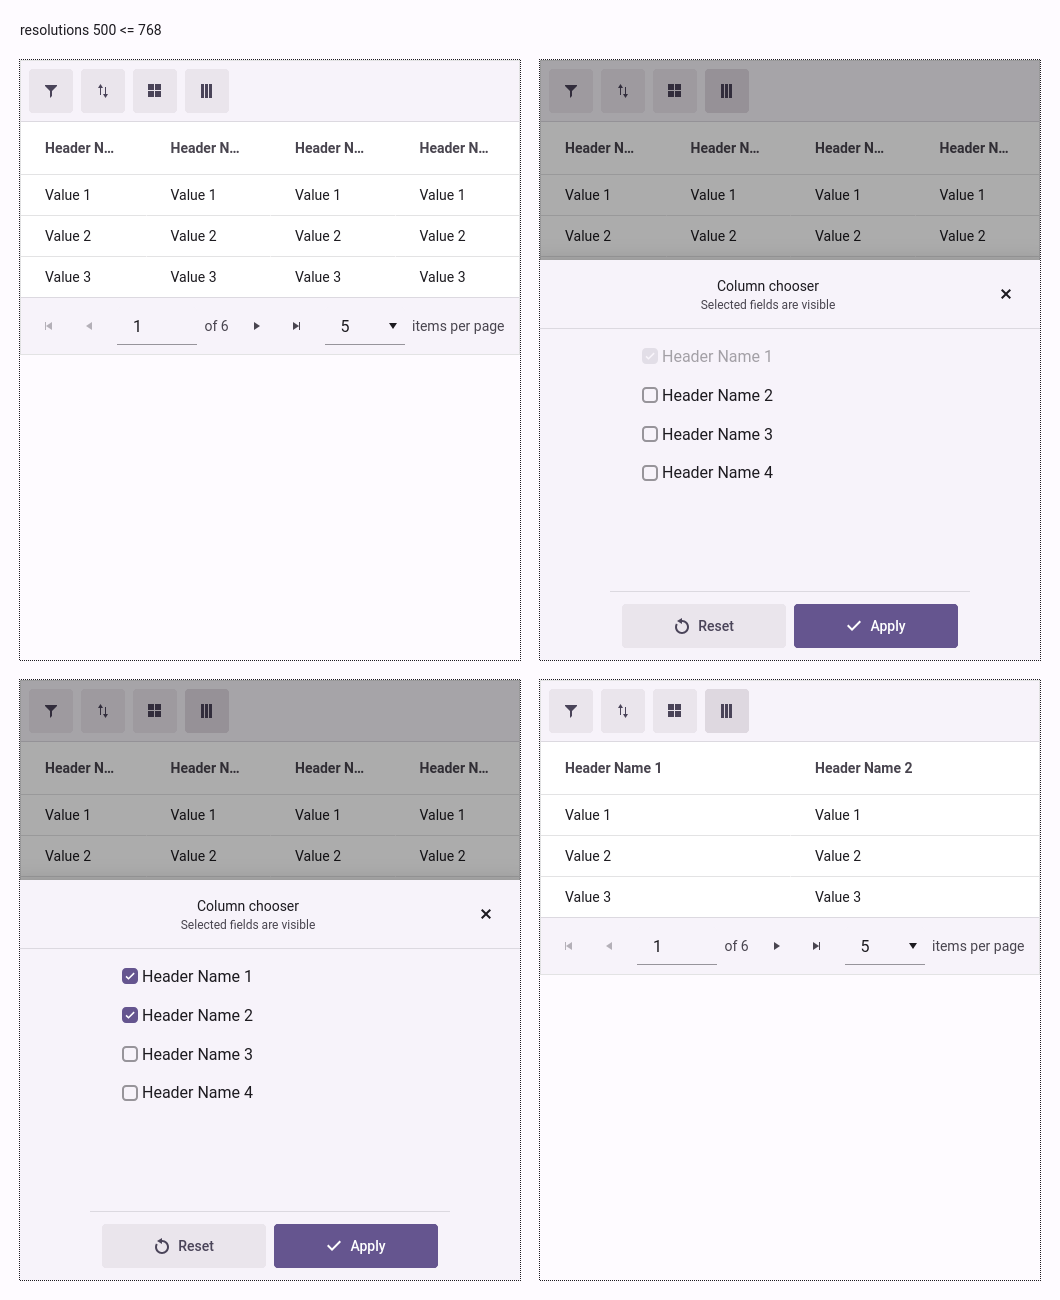 resolutions 500 <= 768
Header N... Header N... Header N... Header N...
Value 1 Value 1 Value 1 Value 1
Value 2 Value 2 Value 2 Value 2
Value 3 Value 3 Value 3 Value 3
1 of 6 5 items per page
Header N... Header N... Header N... Header N...
Value 1 Value 1 Value 1 Value 1
Value 2 Value 2 Value 2 Value 2
Column chooser
Selected fields are visible
Header Name 1
Header Name 2
Header Name 3
Header Name 4
Reset Apply
Header N... Header N... Header N... Header N...
Value 1 Value 1 Value 1 Value 1
Value 2 Value 2 Value 2 Value 2
Column chooser
Selected fields are visible
Header Name 1
Header Name 2
Header Name 3
Header Name 4
Reset Apply
Header Name 1 Header Name 2
Value 1 Value 1
Value 2 Value 2
Value 3 Value 3
1 of 6 5 items per page